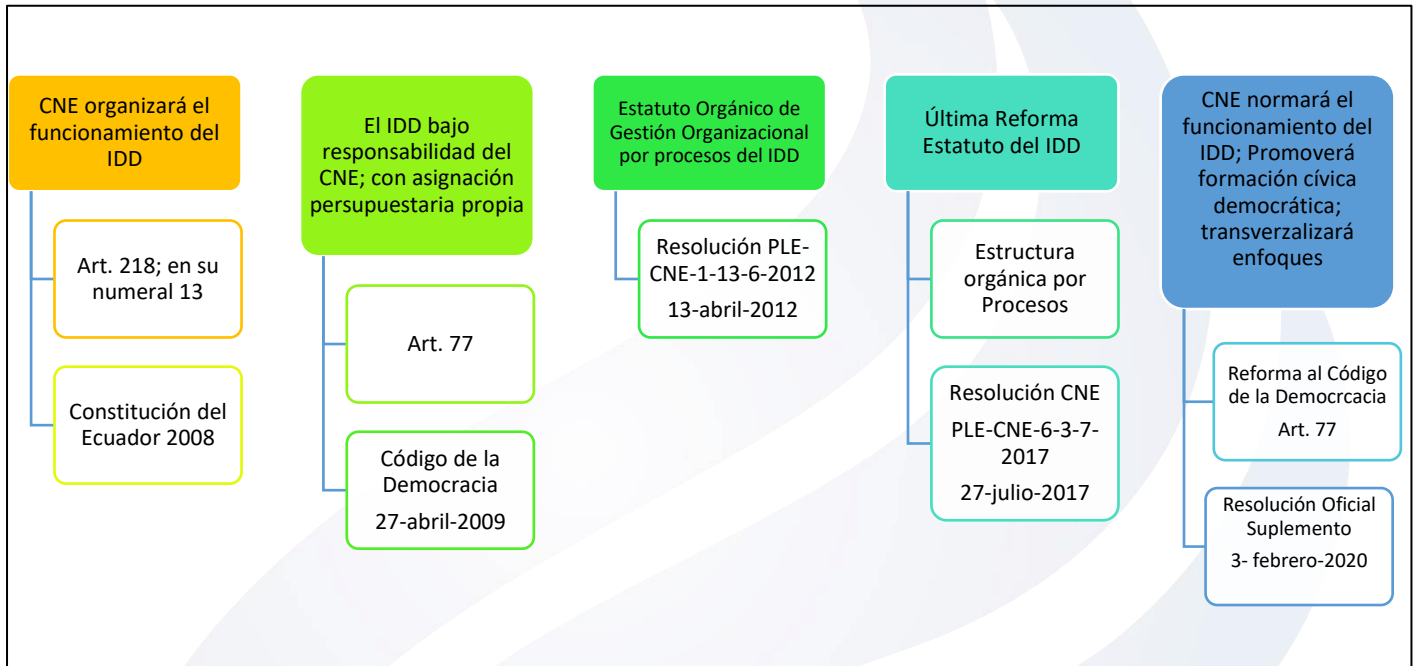 CNE organizará el
funcionamiento del
IDD
Art. 218; en su
numeral 13
Constitución del
Ecuador 2008
El IDD bajo
responsabilidad del
CNE; con asignación
persupuestaria propia
Art. 77
Código de la
Democracia
27-abril-2009
Estatuto Orgánico de
Gestión Organizacional
por procesos del IDD
Resolución PLE-
CNE-1-13-6-2012
13-abril-2012
Última Reforma
Estatuto del IDD
Estructura
orgánica por
Procesos
Resolución CNE
PLE-CNE-6-3-7-
2017
27-julio-2017
CNE normará el
funcionamiento del
IDD; Promoverá
formación cívica
democrática;
transverzalizará
enfoques
Reforma al Código
de la Democrcacia
Art. 77
Resolución Oficial
Suplemento
3- febrero-2020